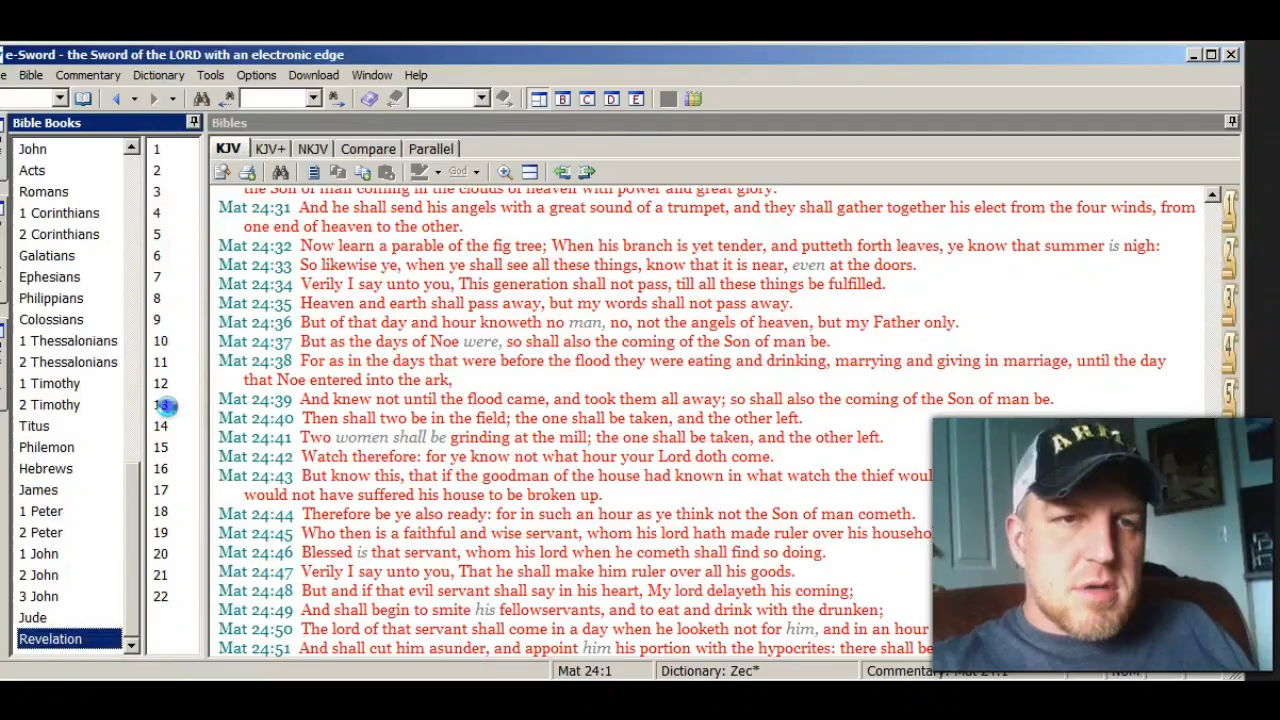 e-Sword - the Sword of the LORD with an electronic edge
Bible Commentary Dictionary Tools Options Download Window Help
B C D E
Bible Books
Bibles
KJV KJV+ NKJV Compare Parallel
God
John 1
Acts 2
Romans 3
1 Corinthians 4
2 Corinthians 5
Galatians 6
Ephesians 7
Philippians 8
Colossians 9
1 Thessalonians 10
2 Thessalonians 11
1 Timothy 12
2 Timothy
Titus 14
Philemon 15
Hebrews 16
James 17
1 Peter 18
2 Peter 19
1 John 20
2 John 21
3 John 22
Jude
Revelation
the Son of man coming in the clouds of heaven with power and great glory.
Mat 24:31 And he shall send his angels with a great sound of a trumpet, and they shall gather together his elect from the four winds, from
one end of heaven to the other.
Mat 24:32 Now learn a parable of the fig tree; When his branch is yet tender, and putteth forth leaves, ye know that summer is nigh:
Mat 24:33 So likewise ye, when ye shall see all these things, know that it is near, even at the doors.
Mat 24:34 Verily I say unto you, This generation shall not pass, till all these things be fulfilled.
Mat 24:35 Heaven and earth shall pass away, but my words shall not pass away.
Mat 24:36 But of that day and hour knoweth no man, no, not the angels of heaven, but my Father only.
Mat 24:37 But as the days of Noe were, so shall also the coming of the Son of man be.
Mat 24:38 For as in the days that were before the flood they were eating and drinking, marrying and giving in marriage, until the day
that Noe entered into the ark,
Mat 24:39 And knew not until the flood came, and took them all away; so shall also the coming of the Son of man be.
Mat 24:40 Then shall two be in the field; the one shall be taken, and the other left.
Mat 24:41 Two women shall be grinding at the mill; the one shall be taken, and the other left.
Mat 24:42 Watch therefore: for ye know not what hour your Lord doth come.
Mat 24:43 But know this, that if the goodman of the house had known in what watch the thief woul
would not have suffered his house to be broken up.
Mat 24:44 Therefore be ye also ready: for in such an hour as ye think not the Son of man cometh.
Mat 24:45 Who then is a faithful and wise servant, whom his lord hath made ruler over his househo
Mat 24:46 Blessed is that servant, whom his lord when he cometh shall find so doing.
Mat 24:47 Verily I say unto you, That he shall make him ruler over all his goods.
Mat 24:48 But and if that evil servant shall say in his heart, My lord delayeth his coming;
Mat 24:49 And shall begin to smite his fellowservants, and to eat and drink with the drunken;
Mat 24:50 The lord of that servant shall come in a day when he looketh not for him, and in an hour
Mat 24:51 And shall cut him asunder, and appoint him his portion with the hypocrites: there shall be
1
2
3
4
5
ARM
Mat 24:1 Dictionary: Zec* Commentary: Mat 24:1